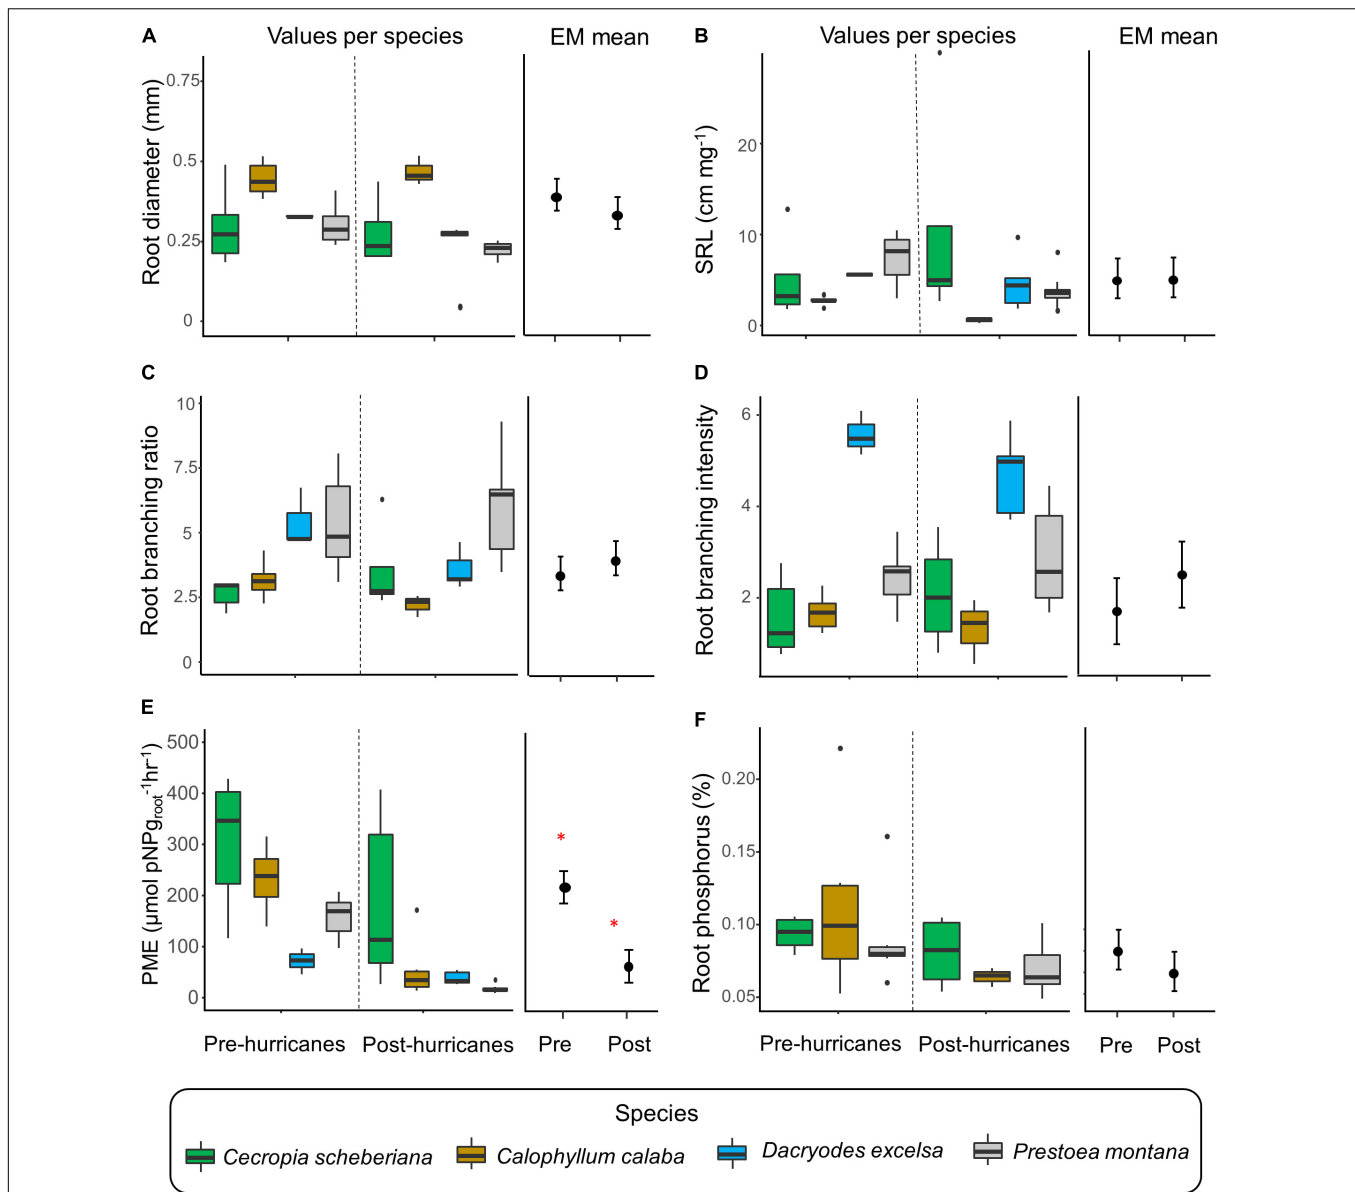 A Values per species EM mean
Root diameter (mm)
0.75
0.5
0.25
0
B Values per species EM mean
SRL (cm mg⁻¹)
20
10
0
C
Root branching ratio
10
7.5
5
2.5
0
D
Root branching intensity
6
4
2
E
PME (µmol pNPg_root⁻¹hr⁻¹)
500
400
300
200
100
0
*
*
Pre-hurricanes Post-hurricanes Pre Post
F
Root phosphorus (%)
0.20
0.15
0.10
0.05
Pre-hurricanes Post-hurricanes Pre Post
Species
Cecropia scheberiana Calophyllum calaba Dacryodes excelsa Prestoea montana